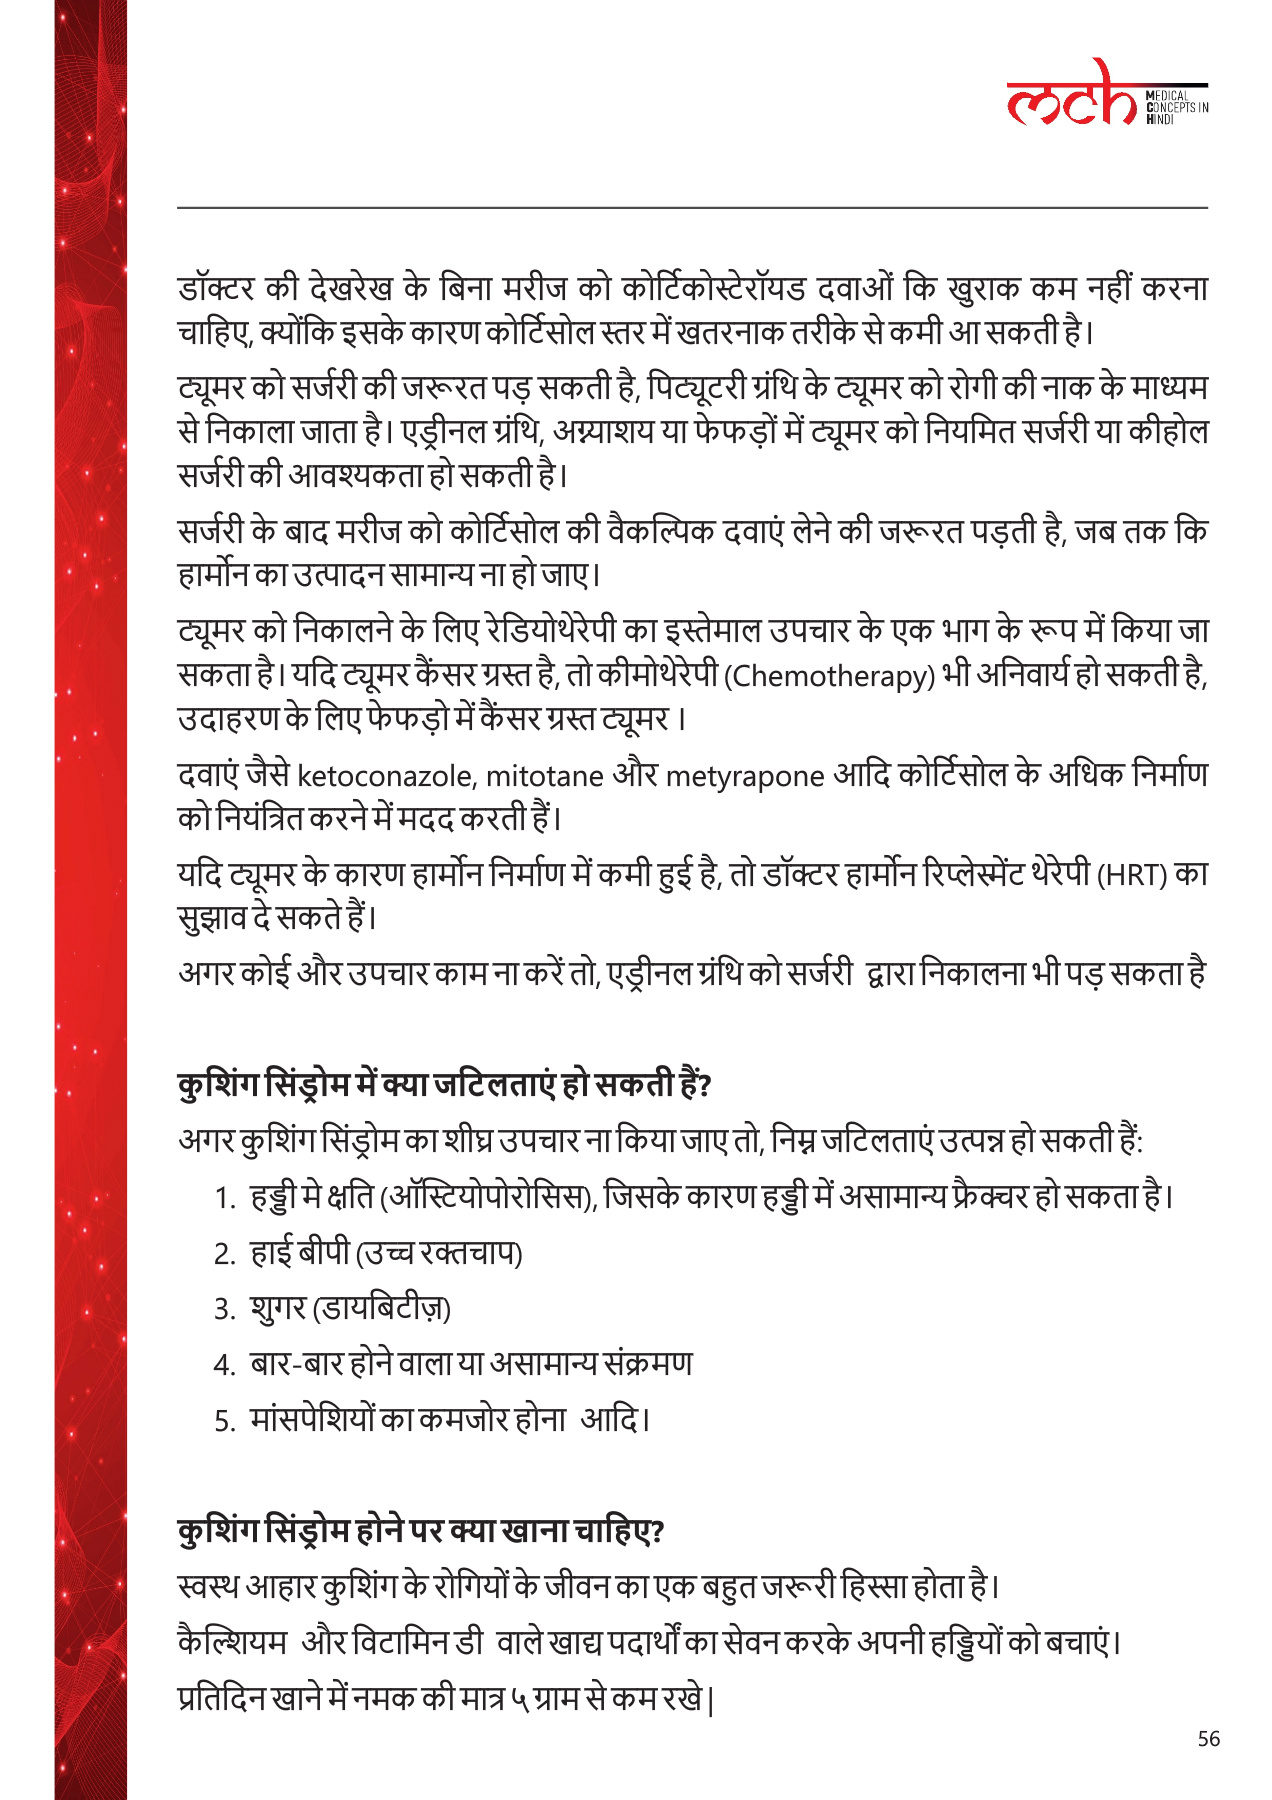 mch MEDICAL
CONCEPTS IN
HINDI
डॉक्टर की देखरेख के बिना मरीज को कोर्टिकोस्टेरॉयड दवाओं कि खुराक कम नहीं करना
चाहिए, क्योंकि इसके कारण कोर्टिसोल स्तर में खतरनाक तरीके से कमी आ सकती है।
ट्यूमर को सर्जरी की जरूरत पड़ सकती है, पिट्यूटरी ग्रंथि के ट्यूमर को रोगी की नाक के माध्यम
से निकाला जाता है। एड्रीनल ग्रंथि, अग्न्याशय या फेफड़ों में ट्यूमर को नियमित सर्जरी या कीहोल
सर्जरी की आवश्यकता हो सकती है।
सर्जरी के बाद मरीज को कोर्टिसोल की वैकल्पिक दवाएं लेने की जरूरत पड़ती है, जब तक कि
हार्मोन का उत्पादन सामान्य ना हो जाए।
ट्यूमर को निकालने के लिए रेडियोथेरेपी का इस्तेमाल उपचार के एक भाग के रूप में किया जा
सकता है। यदि ट्यूमर कैंसर ग्रस्त है, तो कीमोथेरेपी (Chemotherapy) भी अनिवार्य हो सकती है,
उदाहरण के लिए फेफड़ो में कैंसर ग्रस्त ट्यूमर ।
दवाएं जैसे ketoconazole, mitotane और metyrapone आदि कोर्टिसोल के अधिक निर्माण
को नियंत्रित करने में मदद करती हैं।
यदि ट्यूमर के कारण हार्मोन निर्माण में कमी हुई है, तो डॉक्टर हार्मोन रिप्लेस्मेंट थेरेपी (HRT) का
सुझाव दे सकते हैं।
अगर कोई और उपचार काम ना करें तो, एड्रीनल ग्रंथि को सर्जरी द्वारा निकालना भी पड़ सकता है
कुशिंग सिंड्रोम में क्या जटिलताएं हो सकती हैं?
अगर कुशिंग सिंड्रोम का शीघ्र उपचार ना किया जाए तो, निम्न जटिलताएं उत्पन्न हो सकती हैं:
1. हड्डी मे क्षति (ऑस्टियोपोरोसिस), जिसके कारण हड्डी में असामान्य फ्रैक्चर हो सकता है।
2. हाई बीपी (उच्च रक्तचाप)
3. शुगर (डायबिटीज़)
4. बार-बार होने वाला या असामान्य संक्रमण
5. मांसपेशियों का कमजोर होना आदि।
कुशिंग सिंड्रोम होने पर क्या खाना चाहिए?
स्वस्थ आहार कुशिंग के रोगियों के जीवन का एक बहुत जरूरी हिस्सा होता है।
कैल्शियम और विटामिन डी वाले खाद्य पदार्थों का सेवन करके अपनी हड्डियों को बचाएं।
प्रतिदिन खाने में नमक की मात्र ५ ग्राम से कम रखे|
56